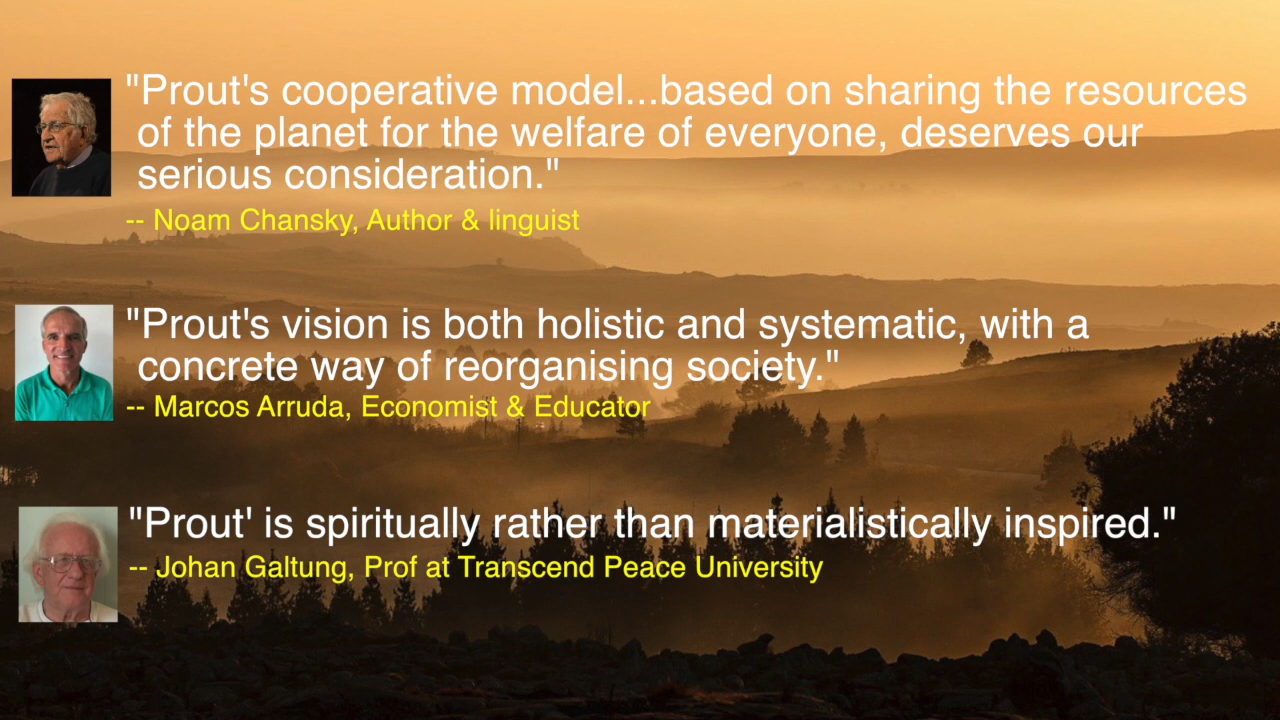 "Prout's cooperative model...based on sharing the resources
of the planet for the welfare of everyone, deserves our
serious consideration."
-- Noam Chansky, Author & linguist
"Prout's vision is both holistic and systematic, with a
concrete way of reorganising society."
-- Marcos Arruda, Economist & Educator
"Prout' is spiritually rather than materialistically inspired."
-- Johan Galtung, Prof at Transcend Peace University